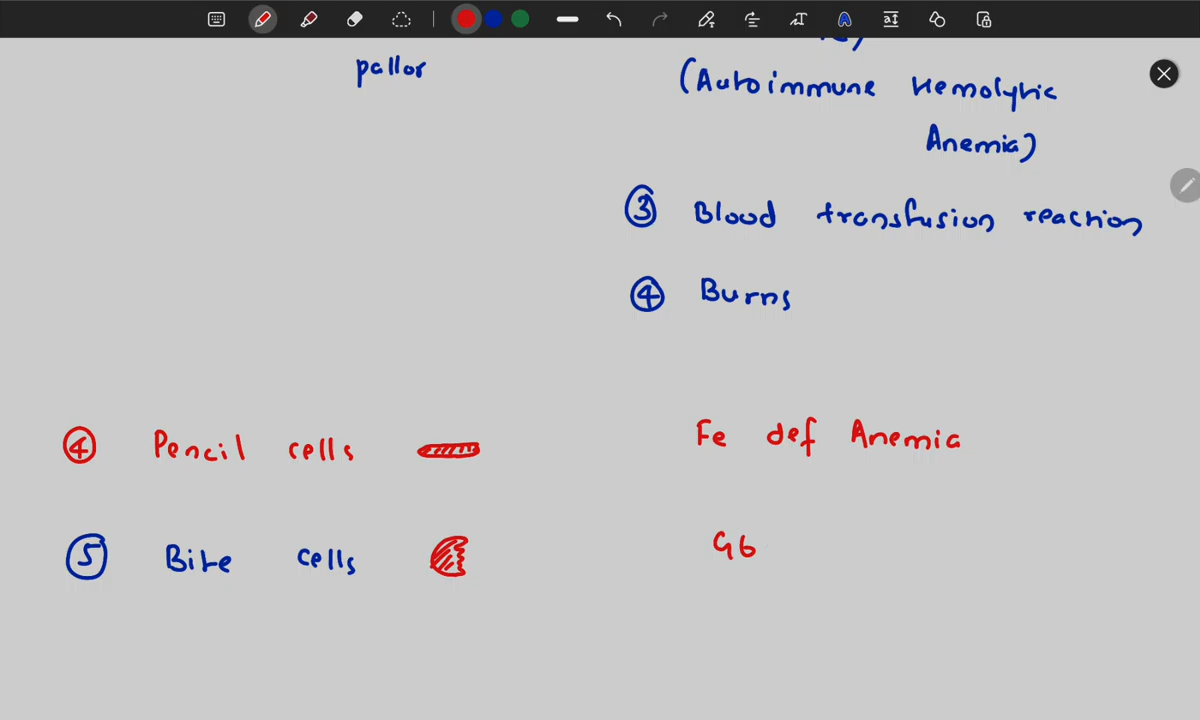 pallor
(Autoimmune Hemolytic
Anemia)
③ Blood transfusion reaction
④ Burns
④ Pencil cells
Fe def Anemia
⑤ Bite cells
G6